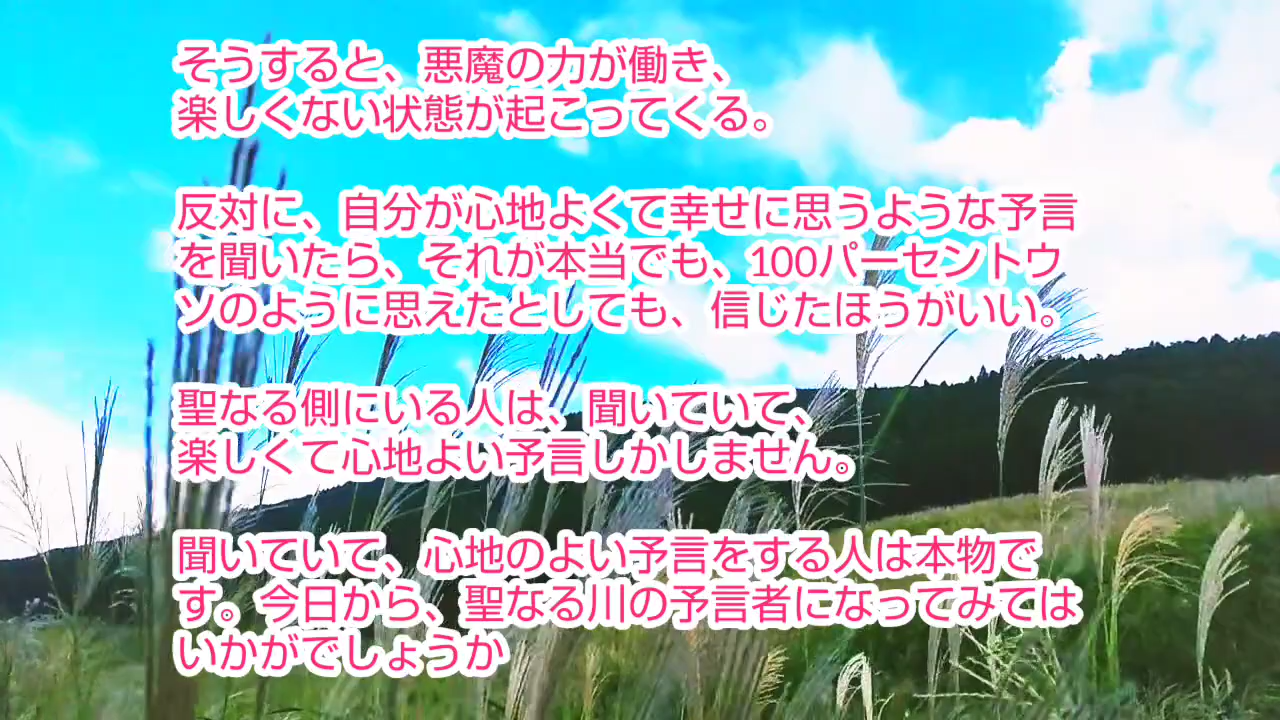 そうすると、悪魔の力が働き、
楽しくない状態が起こってくる。
反対に、自分が心地よくて幸せに思うような予言
を聞いたら、それが本当でも、100パーセントウ
ソのように思えたとしても、信じたほうがいい。
聖なる側にいる人は、聞いていて、
楽しくて心地よい予言しかしません。
聞いていて、心地のよい予言をする人は本物で
す。今日から、聖なる川の予言者になってみては
いかがでしょうか